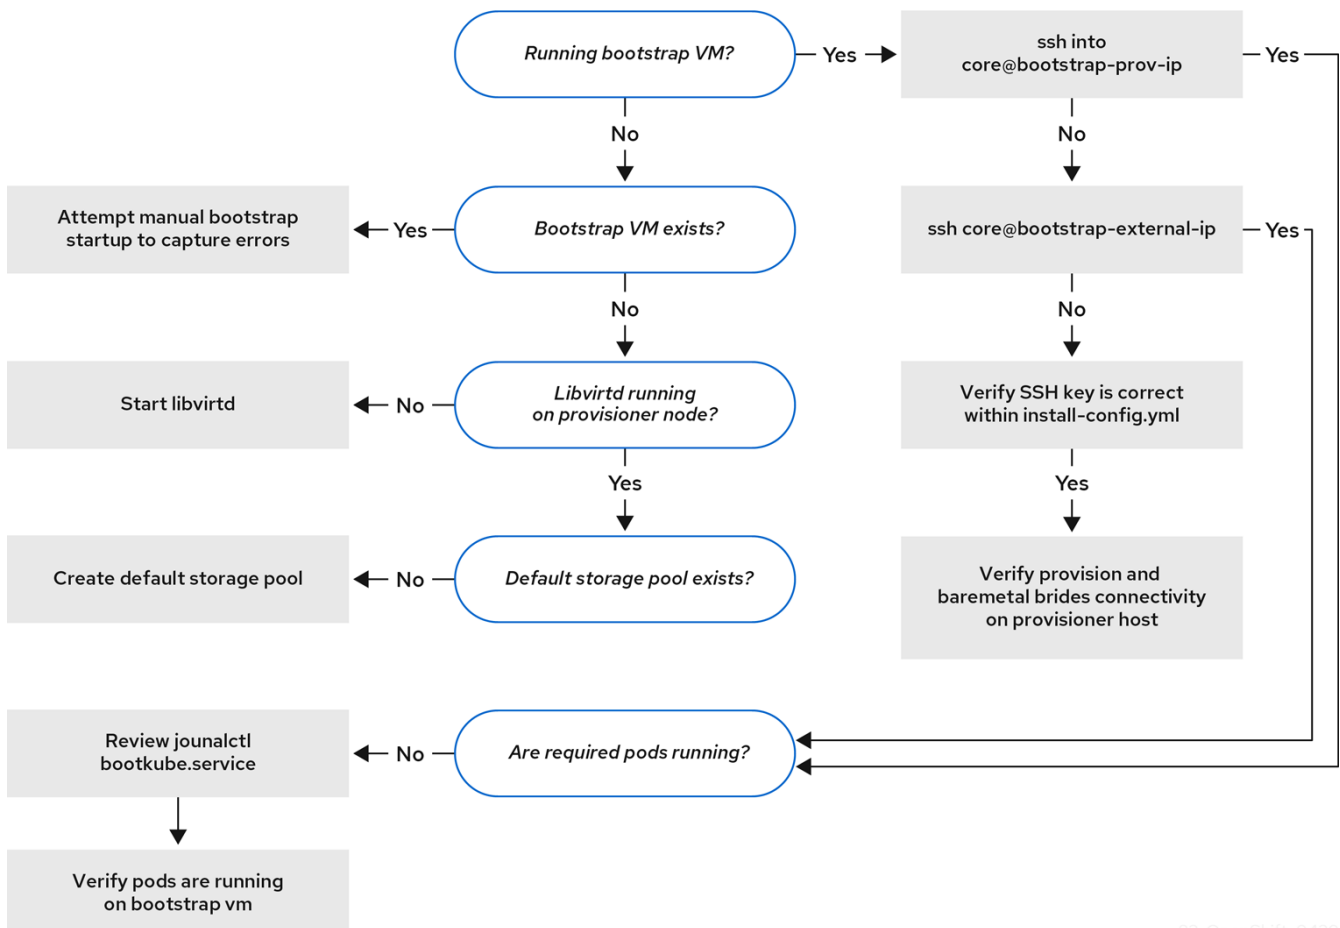 Running bootstrap VM?
Yes
ssh into
core@bootstrap-prov-ip
Yes
No
No
Attempt manual bootstrap
startup to capture errors
Yes
Bootstrap VM exists?
ssh core@bootstrap-external-ip
Yes
No
No
Start libvirtd
No
Libvirtd running
on provisioner node?
Verify SSH key is correct
within install-config.yml
Yes
Yes
Create default storage pool
No
Default storage pool exists?
Verify provision and
baremetal brides connectivity
on provisioner host
Review jounalctl
bootkube.service
No
Are required pods running?
Verify pods are running
on bootstrap vm